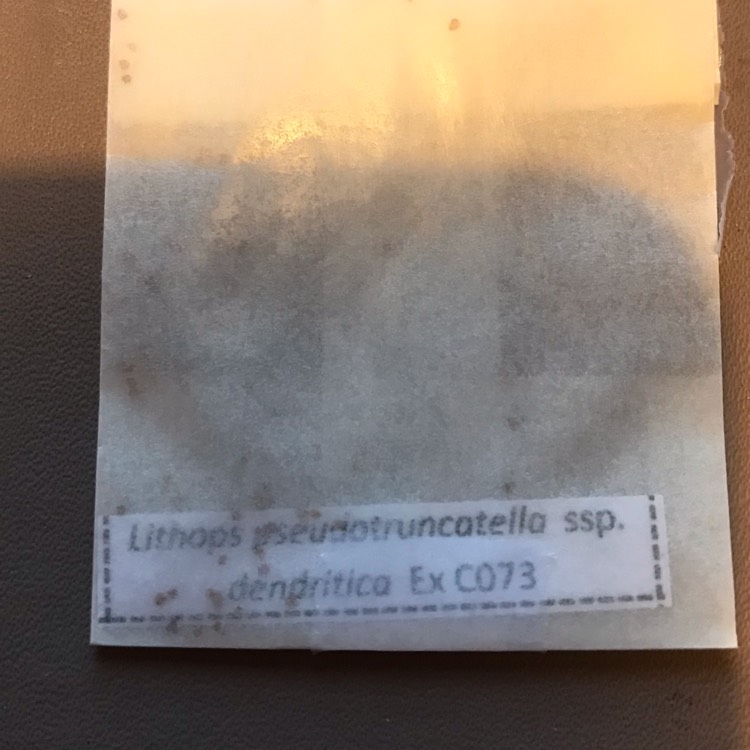 Lithops pseudotruncatella ssp.
dendritica Ex C073